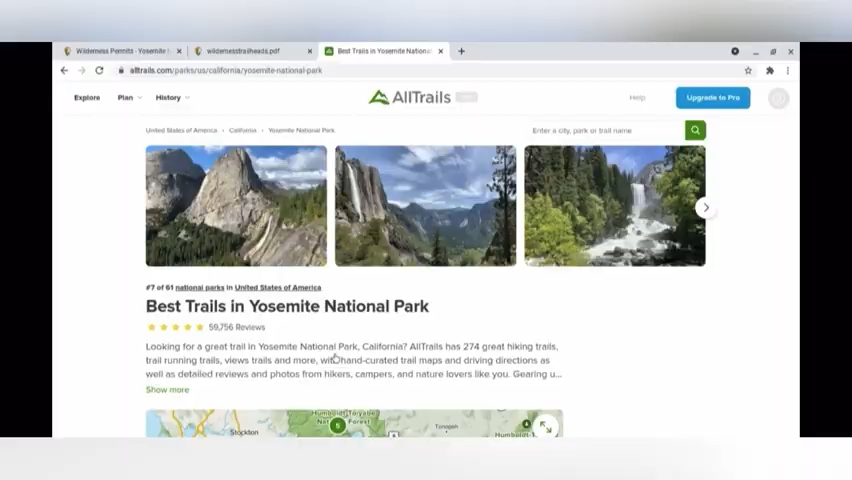 Wilderness Permits - Yosemite
wildernesstrailheads.pdf
Best Trails in Yosemite Nationa
alltrails.com/parks/us/california/yosemite-national-park
Explore Plan History AllTrails Help Upgrade to Pro
United States of America › California › Yosemite National Park Enter a city, park or trail name
#7 of 61 national parks in United States of America
Best Trails in Yosemite National Park
59,756 Reviews
Looking for a great trail in Yosemite National Park, California? AllTrails has 274 great hiking trails,
trail running trails, views trails and more, with hand-curated trail maps and driving directions as
well as detailed reviews and photos from hikers, campers, and nature lovers like you. Gearing u...
Show more
Humboldt-Toiyabe
National Forest
5
Stockton
Tonopah
Humboldt-